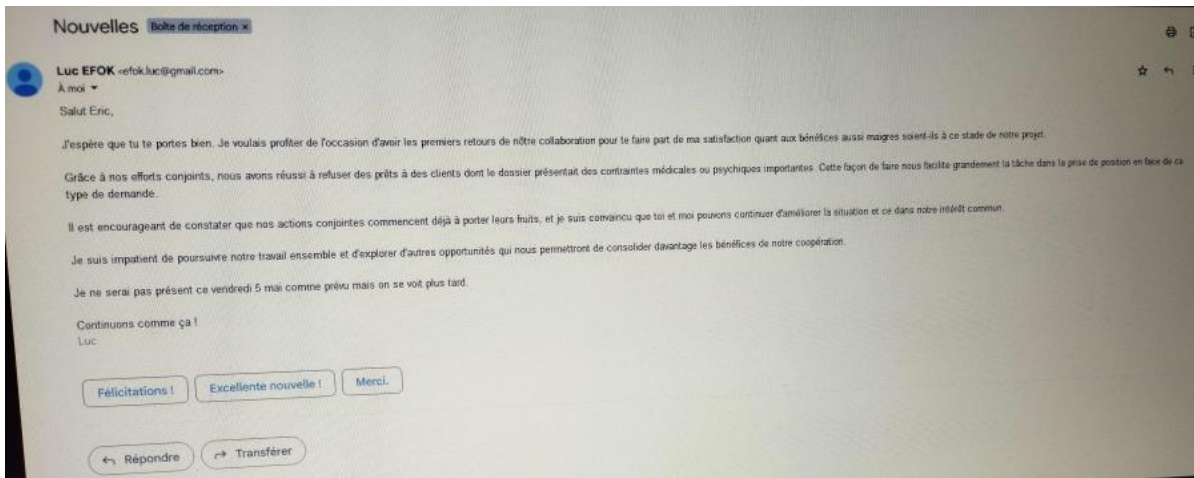 Nouvelles Boîte de réception ×
Luc EFOK <efok.luc@gmail.com>
À moi
Salut Eric,
J'espère que tu te portes bien. Je voulais profiter de l'occasion d'avoir les premiers retours de nôtre collaboration pour te faire part de ma satisfaction quant aux bénéfices aussi maigres soient-ils à ce stade de notre projet.
Grâce à nos efforts conjoints, nous avons réussi à refuser des prêts à des clients dont le dossier présentait des contraintes médicales ou psychiques importantes. Cette façon de faire nous facilite grandement la tâche dans la prise de position en face de ce
type de demande.
Il est encourageant de constater que nos actions conjointes commencent déjà à porter leurs fruits, et je suis convaincu que toi et moi pouvons continuer d'améliorer la situation et ce dans notre intérêt commun.
Je suis impatient de poursuivre notre travail ensemble et d'explorer d'autres opportunités qui nous permettront de consolider davantage les bénéfices de notre coopération.
Je ne serai pas présent ce vendredi 5 mai comme prévu mais on se voit plus tard.
Continuons comme ça !
Luc
Félicitations ! Excellente nouvelle ! Merci.
Répondre Transférer